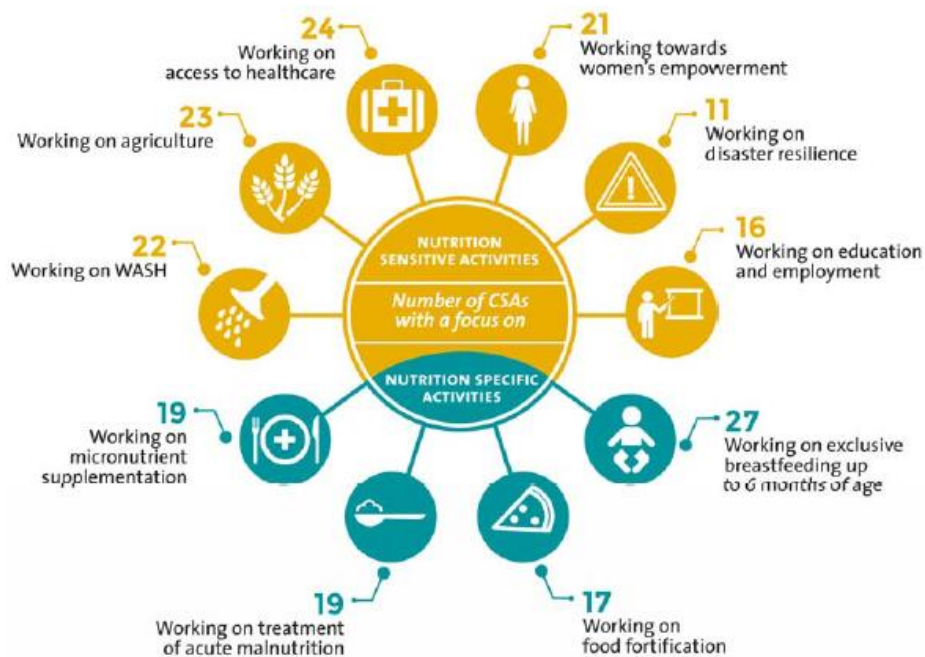 24
Working on
access to healthcare
21
Working towards
women's empowerment
23
Working on agriculture
11
Working on
disaster resilience
22
Working on WASH
16
Working on education
and employment
NUTRITION
SENSITIVE ACTIVITIES
Number of CSAs
with a focus on
NUTRITION SPECIFIC
ACTIVITIES
19
Working on
micronutrient
supplementation
27
Working on exclusive
breastfeeding up
to 6 months of age
19
Working on treatment
of acute malnutrition
17
Working on
food fortification